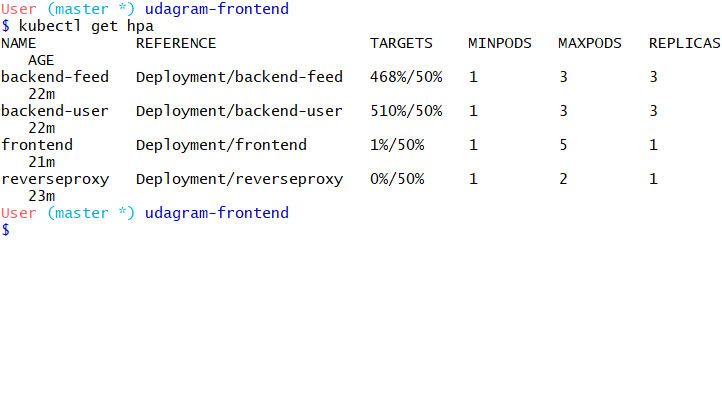 User (master *) udagram-frontend
$ kubectl get hpa
NAME           REFERENCE                 TARGETS    MINPODS   MAXPODS   REPLICAS
   AGE
backend-feed   Deployment/backend-feed   468%/50%   1         3         3
   22m
backend-user   Deployment/backend-user   510%/50%   1         3         3
   22m
frontend       Deployment/frontend       1%/50%     1         5         1
   21m
reverseproxy   Deployment/reverseproxy   0%/50%     1         2         1
   23m
User (master *) udagram-frontend
$